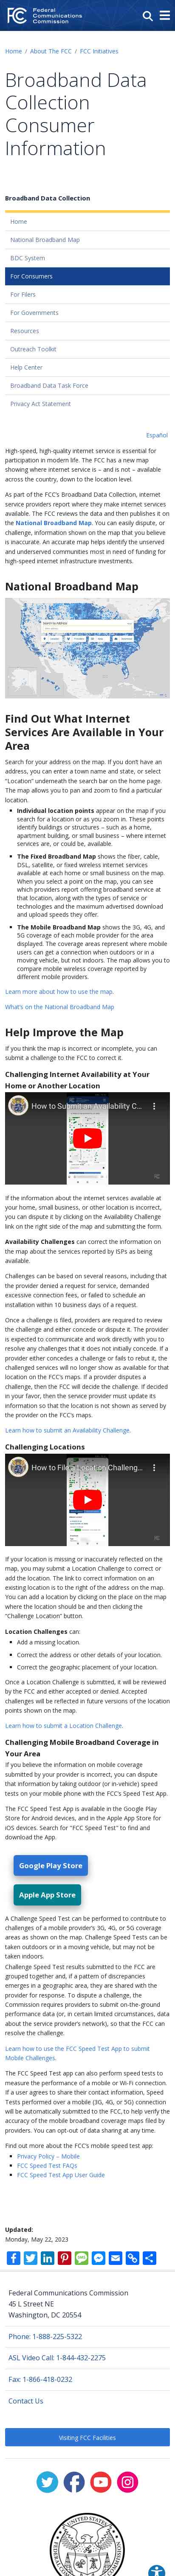 FC Federal
Communications
Commission
Home / About The FCC / FCC Initiatives
Broadband Data
Collection
Consumer
Information
Broadband Data Collection
Home
National Broadband Map
BDC System
For Consumers
For Filers
For Governments
Resources
Outreach Toolkit
Help Center
Broadband Data Task Force
Privacy Act Statement
Español
High-speed, high-quality internet service is essential for
participation in modern life. The FCC has a new map
showing where internet service is – and is not – available
across the country, down to the location level.
As part of the FCC's Broadband Data Collection, internet
service providers report where they make internet services
available. The FCC reviews the data and then publishes it on
the National Broadband Map. You can easily dispute, or
challenge, information shown on the map that you believe
is inaccurate. An accurate map helps identify the unserved
and underserved communities most in need of funding for
high-speed internet infrastructure investments.
National Broadband Map
Find Out What Internet
Services Are Available in Your
Area
Search for your address on the map. If you don't have an
address, you can enter a town name and state, or select
"Location" underneath the search bar on the home page.
The map allows you to pan and zoom to find a particular
location.
Individual location points appear on the map if you
search for a location or as you zoom in. They identify
buildings or structures – such as a home,
apartment building, or small business – where internet
services are, or could be, available.
The Fixed Broadband Map shows the fiber, cable,
DSL, satellite, or fixed wireless internet services
available at each home or small business on the map.
When you select a point on the map, you can see
which providers report offering broadband service at
that location, along with the types of service or
technologies and the maximum advertised download
and upload speeds they offer.
The Mobile Broadband Map shows the 3G, 4G, and
5G coverage of each mobile provider for the area
displayed. The coverage areas represent where mobile
users can get a connection when outdoors or in a
moving vehicle, but not indoors. The map allows you to
compare mobile wireless coverage reported by
different mobile providers.
Learn more about how to use the map.
What's on the National Broadband Map
Help Improve the Map
If you think the map is incorrect or incomplete, you can
submit a challenge to the FCC to correct it.
Challenging Internet Availability at Your
Home or Another Location
How to Submit an Availability C...
If the information about the internet services available at
your home, small business, or other location is incorrect,
you can dispute it by clicking on the Availability Challenge
link on the right side of the map and submitting the form.
Availability Challenges can correct the information on
the map about the services reported by ISPs as being
available.
Challenges can be based on several reasons, including that
the provider denied a request for service, demanded
excessive connection fees, or failed to schedule an
installation within 10 business days of a request.
Once a challenge is filed, providers are required to review
the challenge and either concede or dispute it. The provider
is expected to communicate and work directly with you to
resolve any challenges that it does not concede. If a
provider either concedes a challenge or fails to rebut it, the
challenged services will no longer show as available for that
location on the FCC's maps. If a provider disputes a
challenge, the FCC will decide the challenge. If decided in
your favor, then the service provider must update its
information for the location so the location is not shown as
served by that company on the FCC's maps.
Learn how to submit an Availability Challenge.
Challenging Locations
If your location is missing or inaccurately reflected on the
map, you may submit a Location Challenge to correct or
add the location. The link to correct information on an
existing location is to the right of the address on the map.
You can add a location by clicking on the place on the map
where the location should be and then clicking the
"Challenge Location" button.
Location Challenges can:
Add a missing location.
Correct the address or other details of your location.
Correct the geographic placement of your location.
Once a Location Challenge is submitted, it will be reviewed
by the FCC and either accepted or denied. Accepted
challenges will be reflected on future versions of the location
points shown on the map.
Learn how to submit a Location Challenge.
Challenging Mobile Broadband Coverage in
Your Area
If you believe the information on mobile coverage
submitted by your provider is incorrect, you can dispute
that information by taking outdoor (or in-vehicle) speed
tests on your mobile phone with the FCC's Speed Test App.
The FCC Speed Test App is available in the Google Play
Store for Android devices, and in the Apple App Store for
iOS devices. Search for "FCC Speed Test" to find and
download the App.
Google Play Store
Apple App Store
A Challenge Speed Test can be performed to contribute to
challenges of a mobile provider's 3G, 4G, or 5G coverage
areas as shown on the map. Challenge Speed Tests can be
taken outdoors or in a moving vehicle, but may not be
taken indoors.
Challenge Speed Test results submitted to the FCC are
grouped together and, if a pattern of discrepancies
emerges in a geographic area, they are shared with the
provider for response. To dispute a challenge, the
Commission requires providers to submit on-the-ground
performance data (or, in certain limited circumstances, data
about the servicing network), so that the FCC can resolve
the challenge.
Learn how to use the FCC Speed Test App to submit
Mobile Challenges.
The FCC Speed Test app can also perform speed tests to
measure the performance of a mobile or Wi-Fi connection.
If a user agrees to share their contact information, Speed
Tests performed over a mobile (3G, 4G, or 5G) connection
will be automatically submitted to the FCC, to help verify the
accuracy of the mobile broadband coverage maps filed by
providers. You can opt-out of data sharing at any time.
Find out more about the FCC's mobile speed test app:
Privacy Policy – Mobile
FCC Speed Test FAQs
FCC Speed Test App User Guide
Updated:
Monday, May 22, 2023
Federal Communications Commission
45 L Street NE
Washington, DC 20554
Phone: 1-888-225-5322
ASL Video Call: 1-844-432-2275
Fax: 1-866-418-0232
Contact Us
Visiting FCC Facilities
UNITED STATES